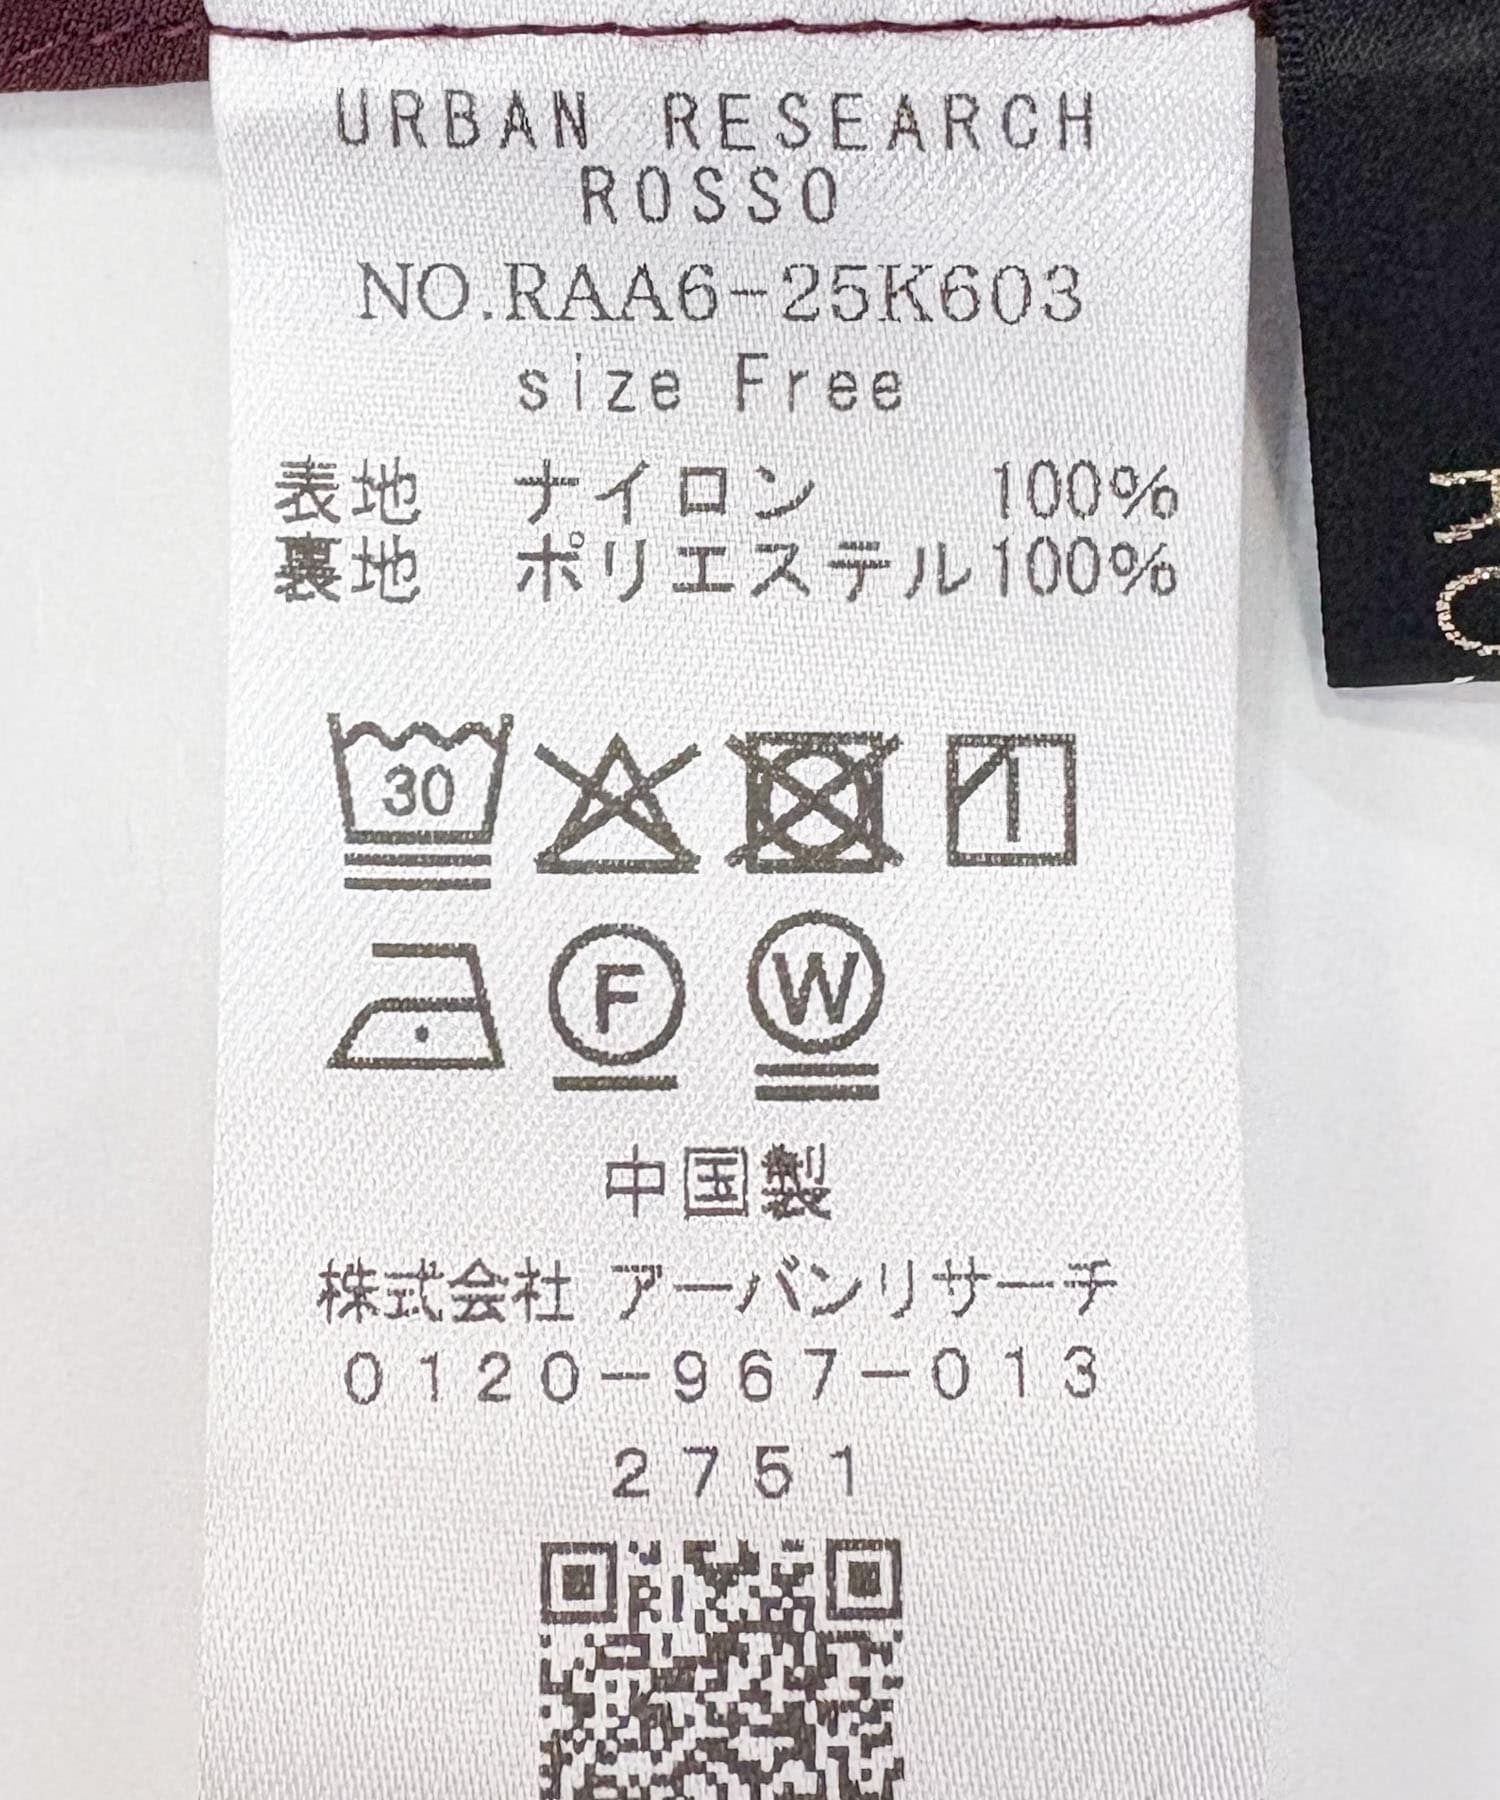 URBAN RESEARCH
ROSSO
NO.RAA6-25K603
size Free
表地 ナイロン 100%
裏地 ポリエステル100%
30
F
W
中国製
株式会社 アーバンリサーチ
0120-967-013
2751